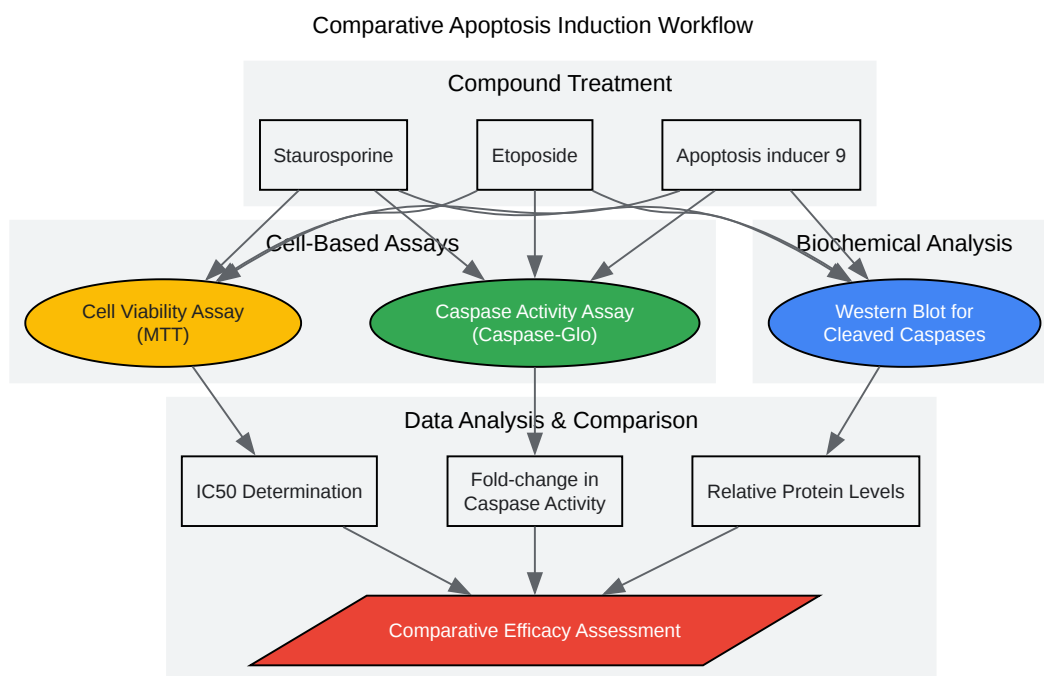 Comparative Apoptosis Induction Workflow
Compound Treatment
Staurosporine
Etoposide
Apoptosis inducer 9
Cell-Based Assays
Biochemical Analysis
Cell Viability Assay
(MTT)
Caspase Activity Assay
(Caspase-Glo)
Western Blot for
Cleaved Caspases
Data Analysis & Comparison
IC50 Determination
Fold-change in
Caspase Activity
Relative Protein Levels
Comparative Efficacy Assessment